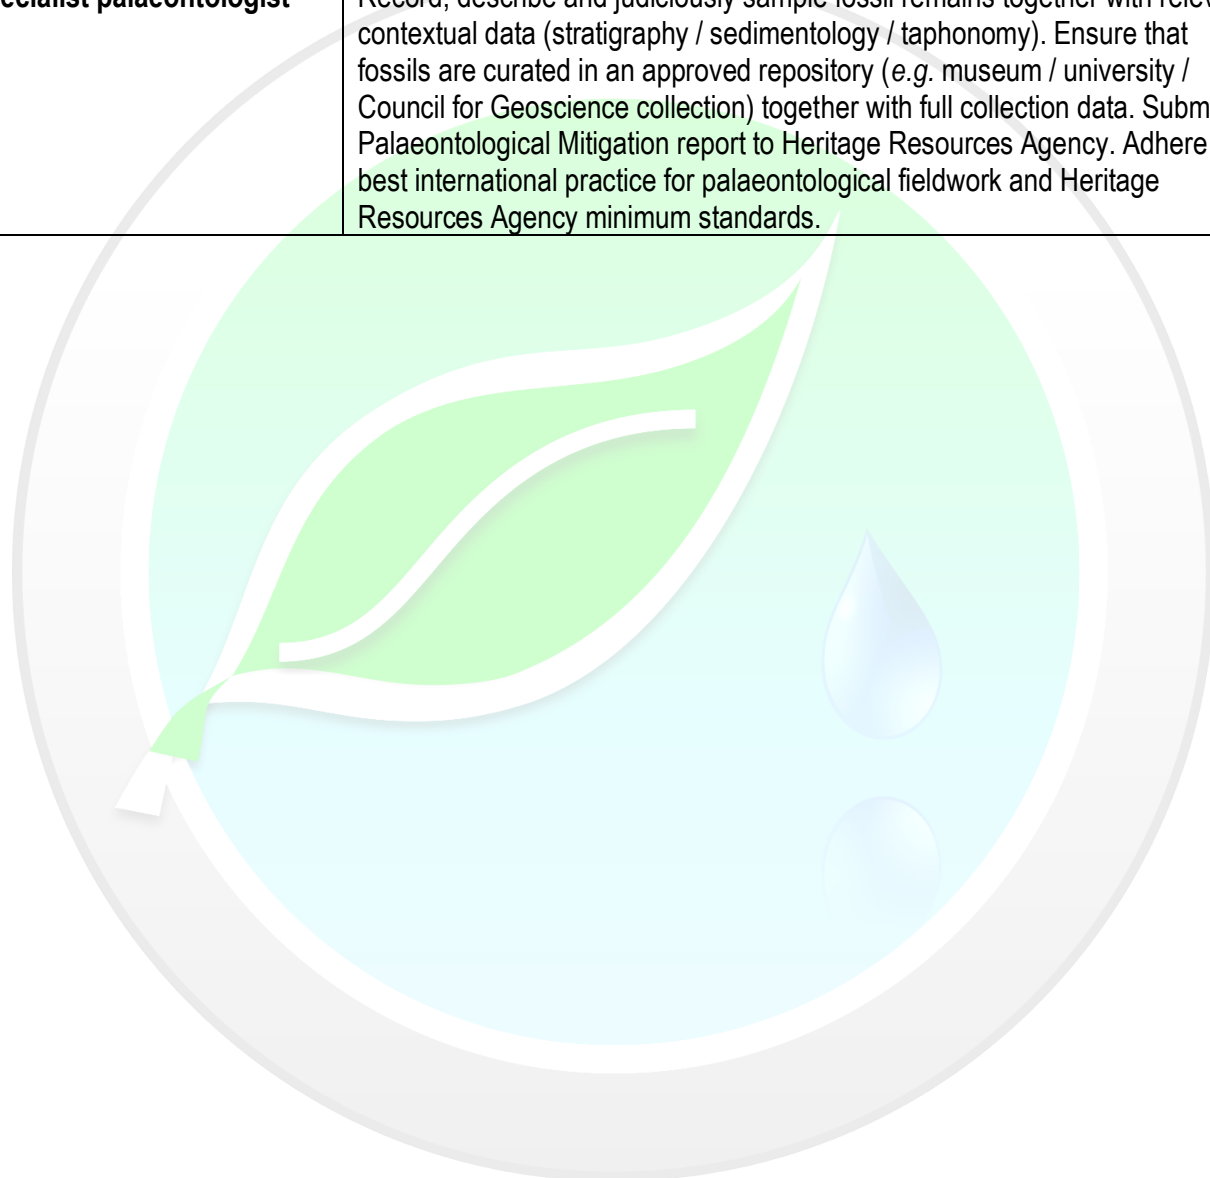 ecialist palaeontologist
Record, describe and judiciously sample fossil remains together with relev
contextual data (stratigraphy / sedimentology / taphonomy). Ensure that
fossils are curated in an approved repository (e.g. museum / university /
Council for Geoscience collection) together with full collection data. Subm
Palaeontological Mitigation report to Heritage Resources Agency. Adhere
best international practice for palaeontological fieldwork and Heritage
Resources Agency minimum standards.